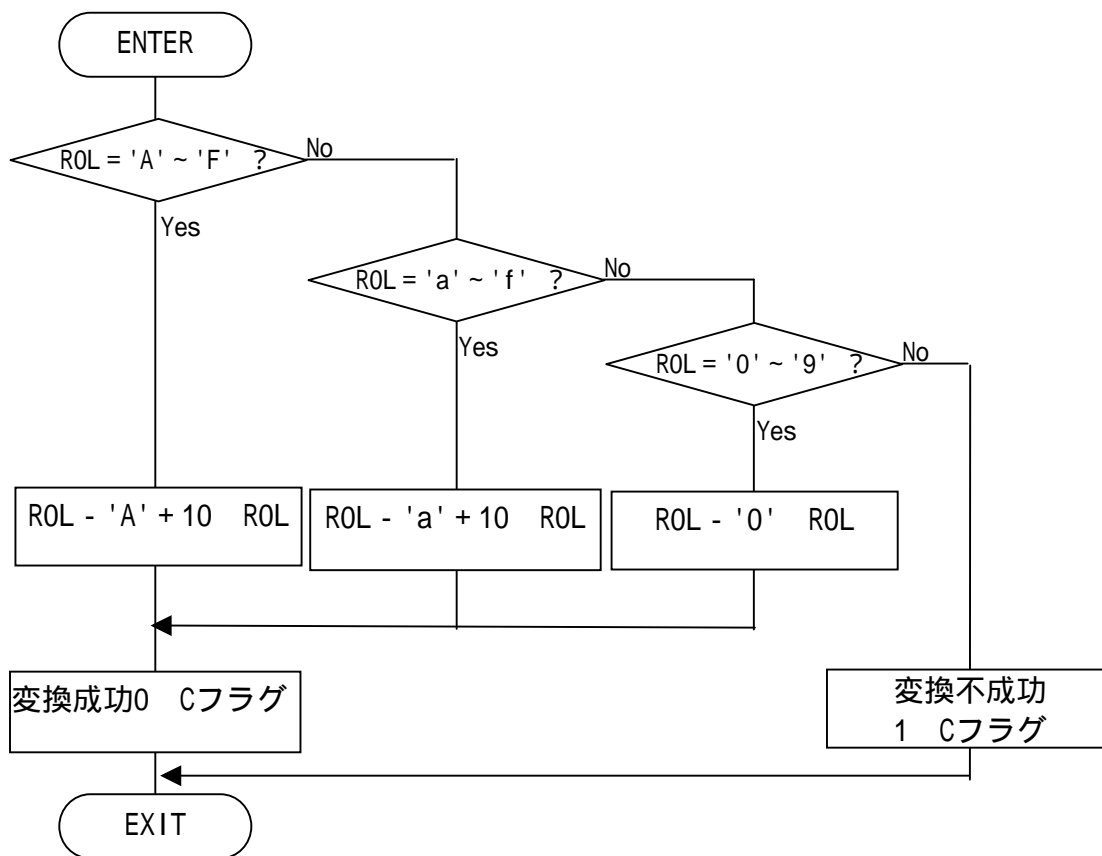 ENTER
R0L = 'A' ~ 'F' ?
No
Yes
R0L = 'a' ~ 'f' ?
No
Yes
R0L = '0' ~ '9' ?
No
Yes
R0L - 'A' + 10 R0L
R0L - 'a' + 10 R0L
R0L - '0' R0L
変換成功0 Cフラグ
変換不成功
1 Cフラグ
EXIT